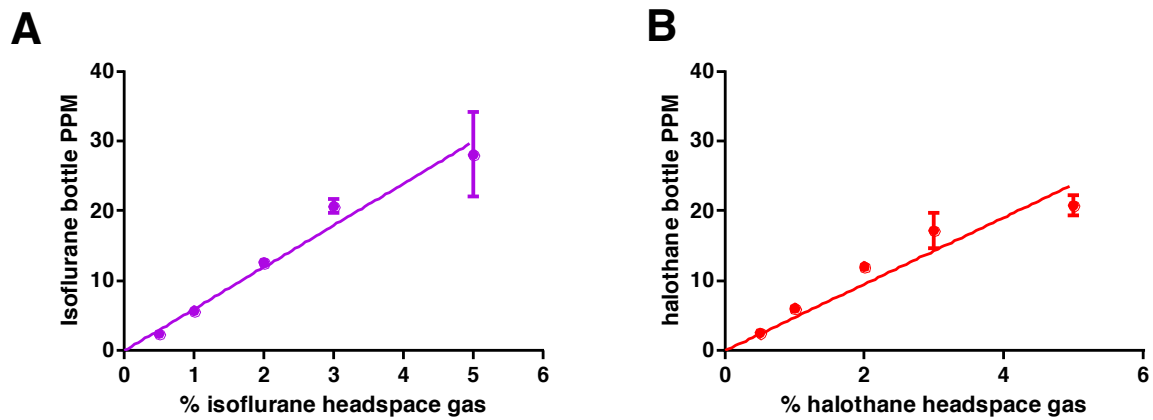 A
Isoflurane bottle PPM
40
30
20
10
0
0 1 2 3 4 5 6
% isoflurane headspace gas
B
halothane bottle PPM
40
30
20
10
0
0 2 4 6
% halothane headspace gas